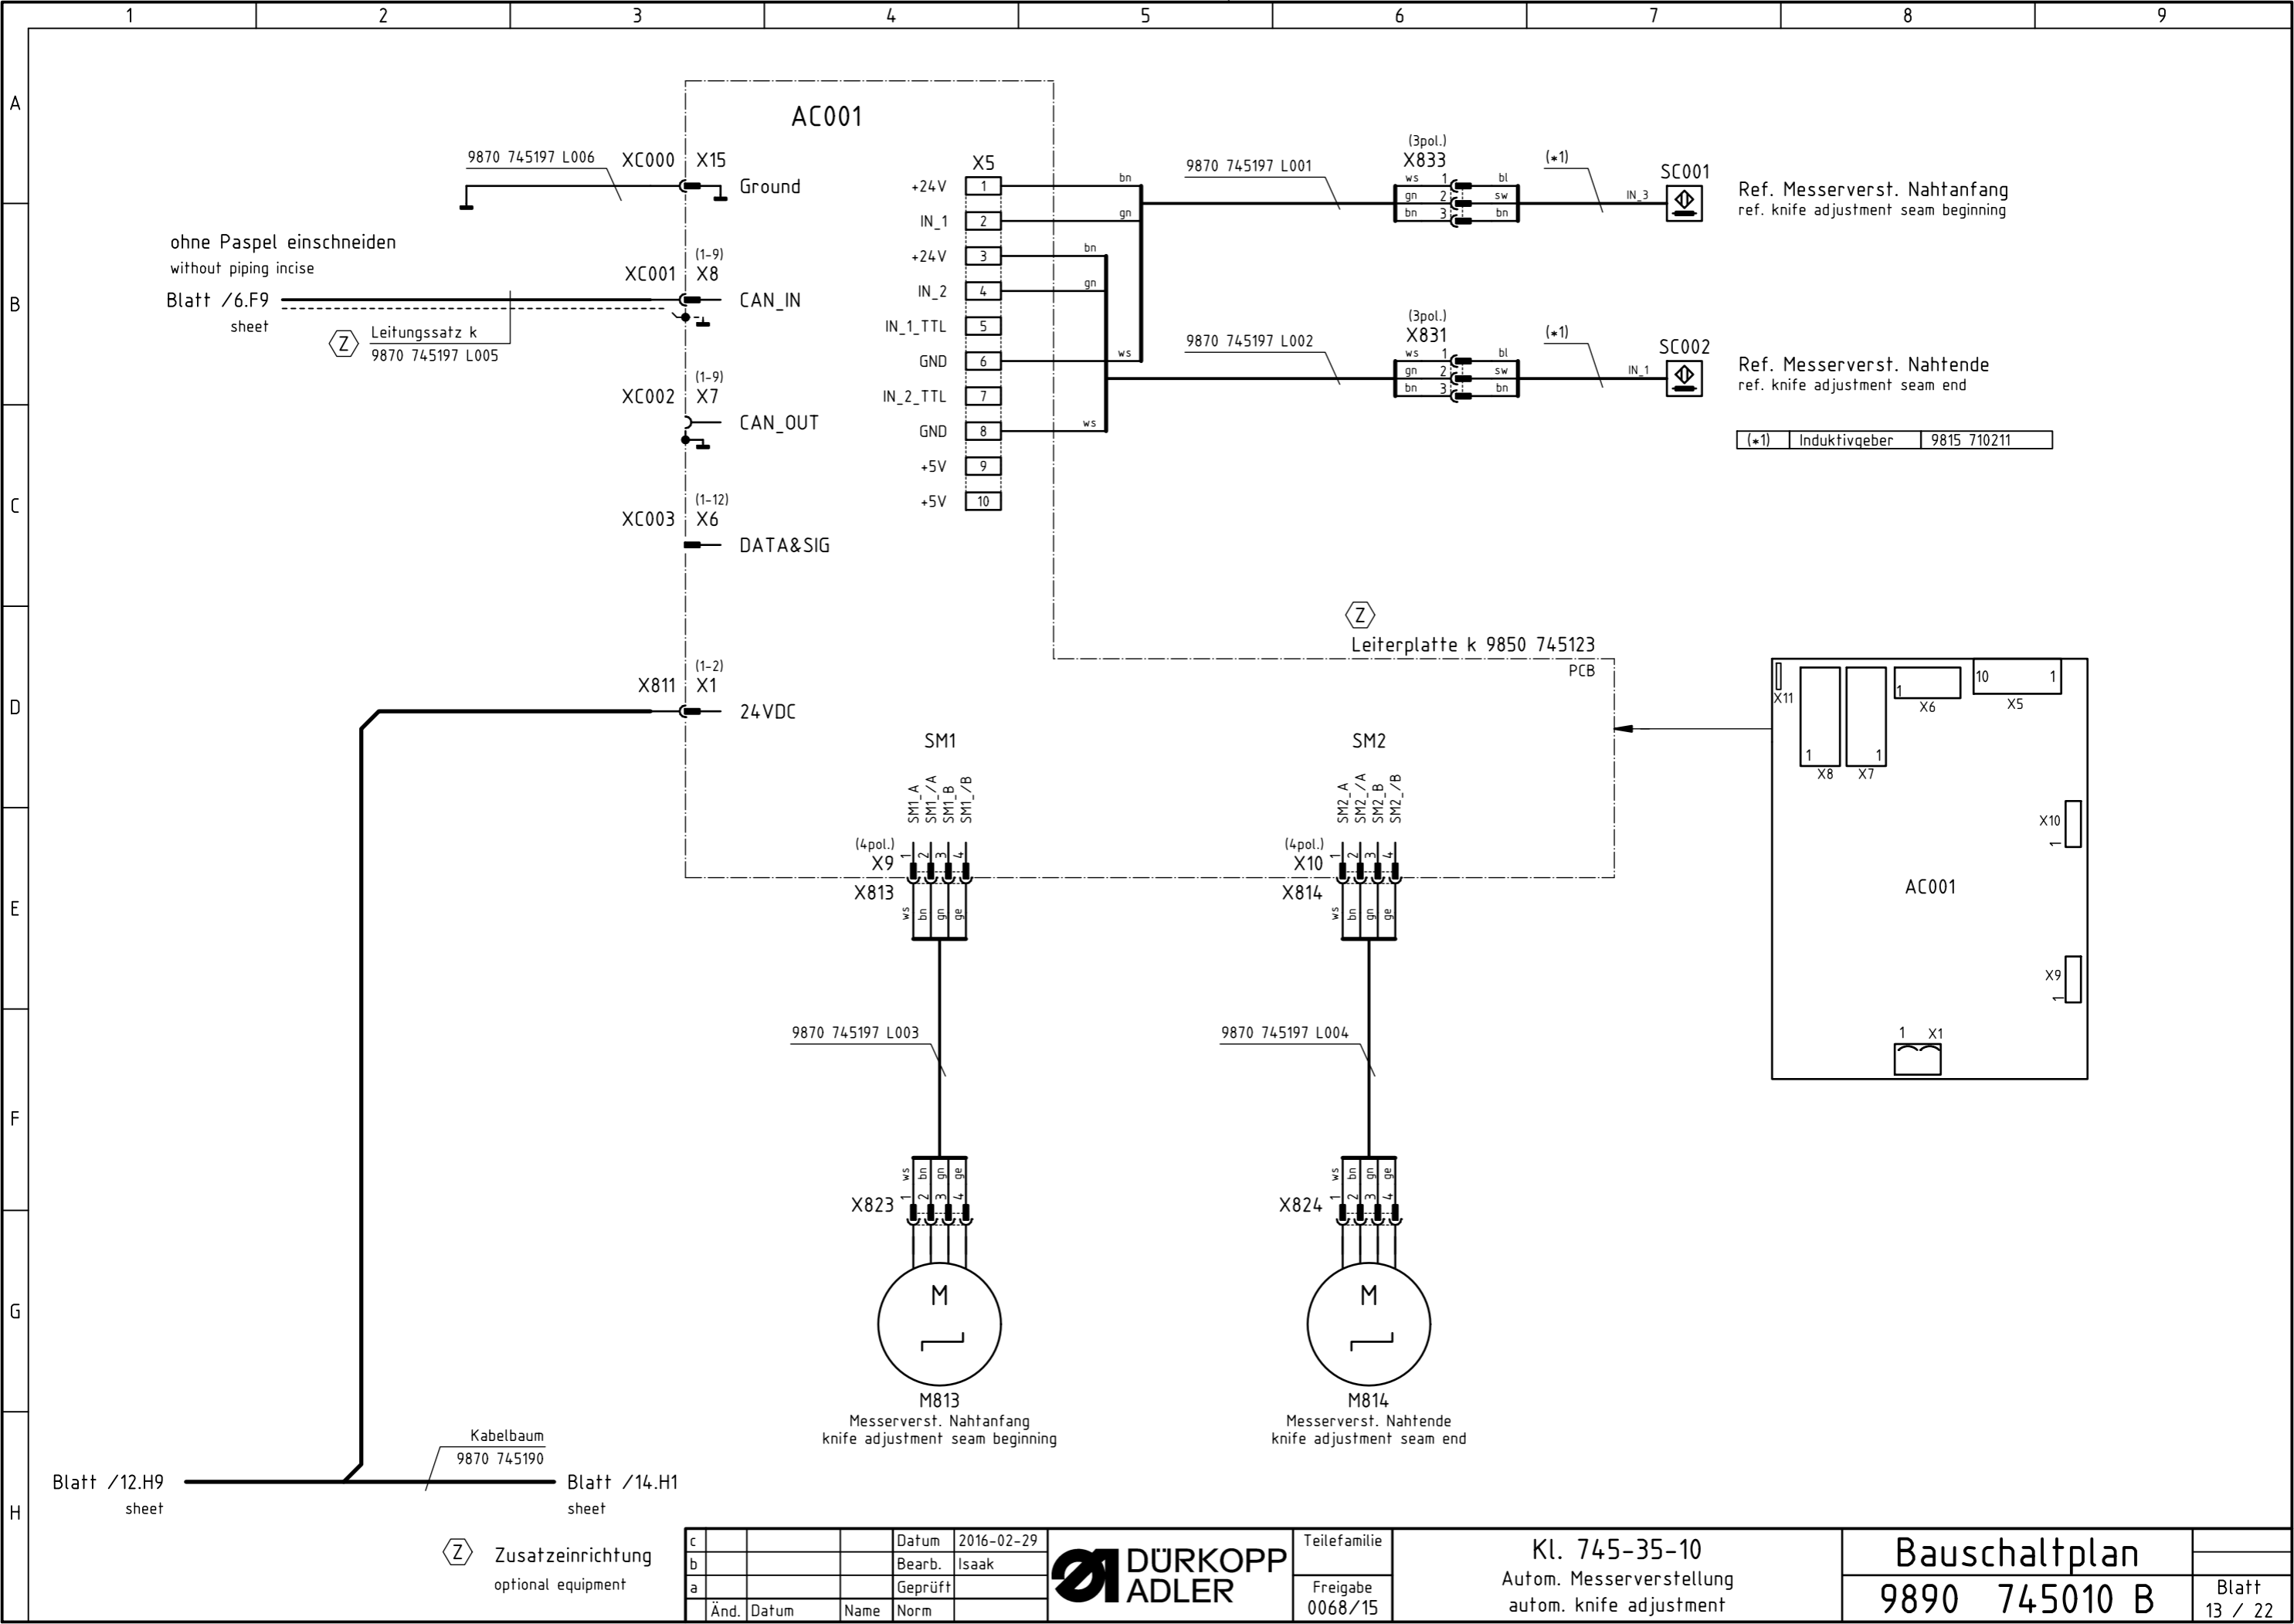 1 2 3 4 5 6 7 8 9
A
B
C
D
E
F
G
H
AC001
9870 745197 L006
XC000 X15
Ground
ohne Paspel einschneiden
without piping incise
Blatt /6.F9
sheet
(1-9)
XC001 X8
CAN_IN
Z
Leitungssatz k
9870 745197 L005
(1-9)
XC002 X7
CAN_OUT
(1-12)
XC003 X6
DATA&SIG
(1-2)
X811 X1
24VDC
X5
+24V 1 bn
IN_1 2 gn
+24V 3 bn
IN_2 4 gn
IN_1_TTL 5
GND 6 ws
IN_2_TTL 7
GND 8 ws
+5V 9
+5V 10
9870 745197 L001
(3pol.)
X833
ws 1 bl
gn 2 sw
bn 3 bn
(*1)
IN_3
SC001
Ref. Messerverst. Nahtanfang
ref. knife adjustment seam beginning
9870 745197 L002
(3pol.)
X831
ws 1 bl
gn 2 sw
bn 3 bn
(*1)
IN_1
SC002
Ref. Messerverst. Nahtende
ref. knife adjustment seam end
(*1) Induktivgeber 9815 710211
Z
Leiterplatte k 9850 745123
PCB
SM1
SM1_A
SM1_/A
SM1_B
SM1_/B
(4pol.)
X9
1 2 3 4
X813
ws bn gn ge
9870 745197 L003
ws bn gn ge
X823
1 2 3 4
M
M813
Messerverst. Nahtanfang
knife adjustment seam beginning
SM2
SM2_A
SM2_/A
SM2_B
SM2_/B
(4pol.)
X10
1 2 3 4
X814
ws bn gn ge
9870 745197 L004
ws bn gn ge
X824
1 2 3 4
M
M814
Messerverst. Nahtende
knife adjustment seam end
X11
1
X8
1
X7
1
X6
10 1
X5
X10
1
AC001
X9
1
1 X1
Kabelbaum
9870 745190
Blatt /12.H9
sheet
Blatt /14.H1
sheet
Z
Zusatzeinrichtung
optional equipment
c Datum 2016-02-29
b Bearb. Isaak
a Geprüft
Änd. Datum Name Norm
DÜRKOPP
ADLER
Teilefamilie
Freigabe
0068/15
Kl. 745-35-10
Autom. Messerverstellung
autom. knife adjustment
Bauschaltplan
9890 745010 B
Blatt
13 / 22